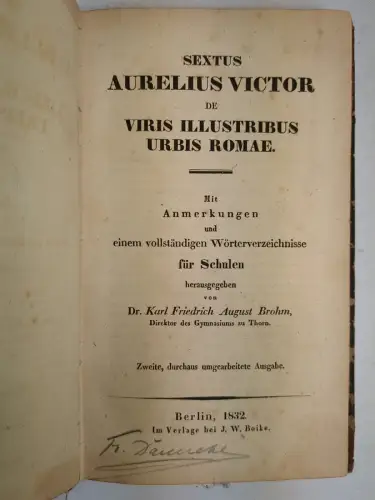 SEXTUS
AURELIUS VICTOR
DE
VIRIS ILLUSTRIBUS
URBIS ROMAE.
Mit
Anmerkungen
und
einem vollständigen Wörterverzeichnisse
für Schulen
herausgegeben
von
Dr. Karl Friedrich August Brohm,
Direktor des Gymnasiums zu Thorn.
Zweite, durchaus umgearbeitete Ausgabe.
Berlin, 1832.
Im Verlage bei J. W. Boike.
Fr.